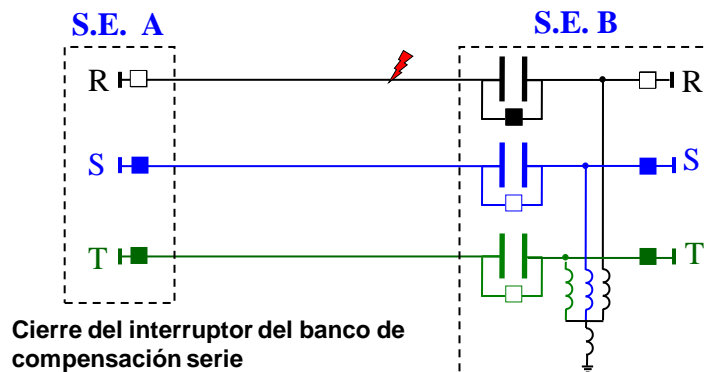 S.E. A
S.E. B
R
R
S
S
T
T
Cierre del interruptor del banco de
compensación serie